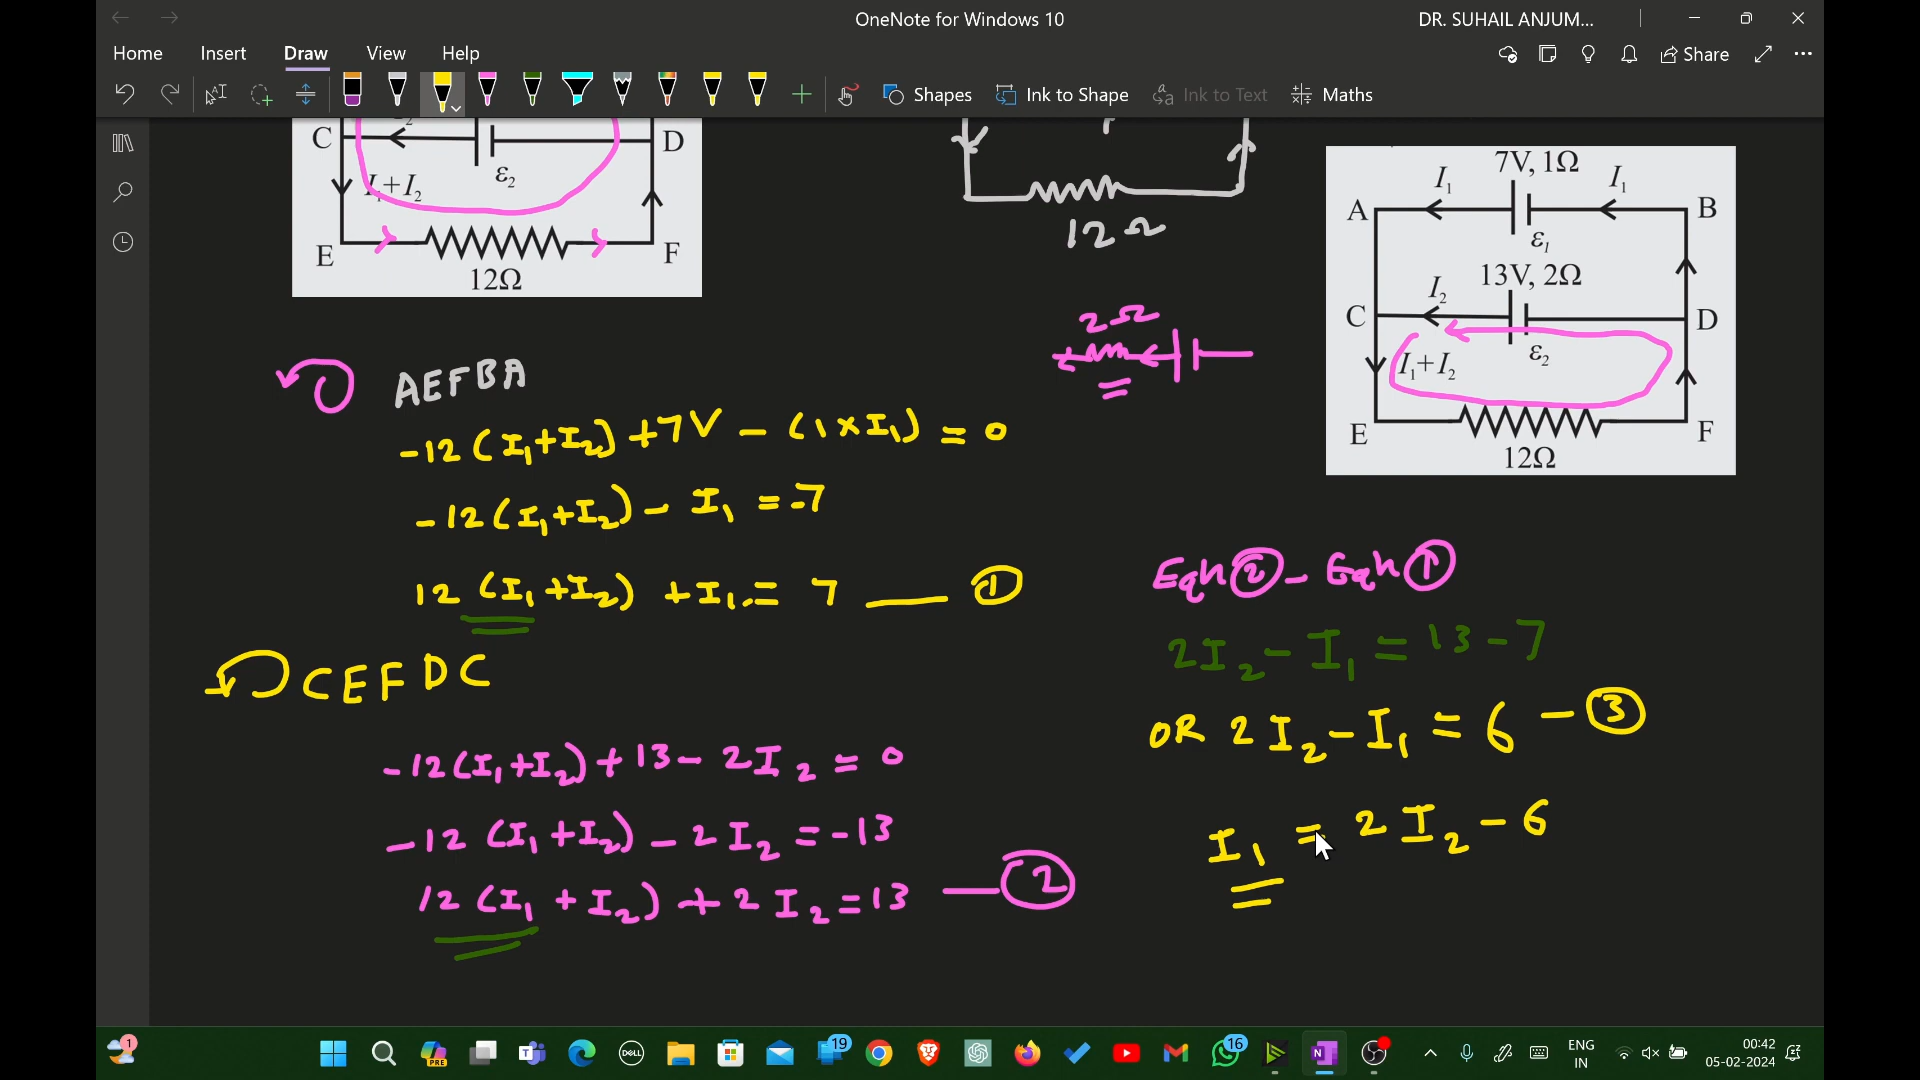 OneNote for Windows 10
DR. SUHAIL ANJUM...
Home Insert Draw View Help
Share
Shapes Ink to Shape Ink to Text Maths
C D
ε₂
I₁+I₂
E F
12Ω
12Ω
7V, 1Ω
I₁ I₁
A B
ε₁
13V, 2Ω
I₂
C D
ε₂
I₁+I₂
E F
12Ω
2Ω
AEFBA
-12(I₁+I₂)+7V-(1×I₁)=0
-12(I₁+I₂)-I₁=-7
12(I₁+I₂)+I₁=7 — ①
CEFDC
-12(I₁+I₂)+13-2I₂=0
-12(I₁+I₂)-2I₂=-13
12(I₁+I₂)+2I₂=13 — ②
Eqn②-Eqn①
2I₂-I₁=13-7
OR 2I₂-I₁=6 — ③
I₁=2I₂-6
1
PRE
DELL
19
16
N
ENG
IN
00:42
05-02-2024